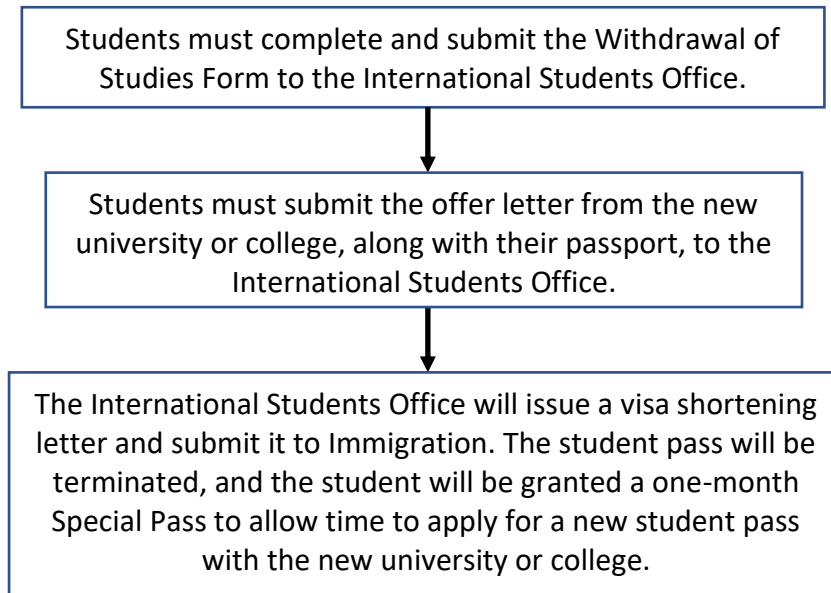 Students must complete and submit the Withdrawal of
Studies Form to the International Students Office.
Students must submit the offer letter from the new
university or college, along with their passport, to the
International Students Office.
The International Students Office will issue a visa shortening
letter and submit it to Immigration. The student pass will be
terminated, and the student will be granted a one-month
Special Pass to allow time to apply for a new student pass
with the new university or college.